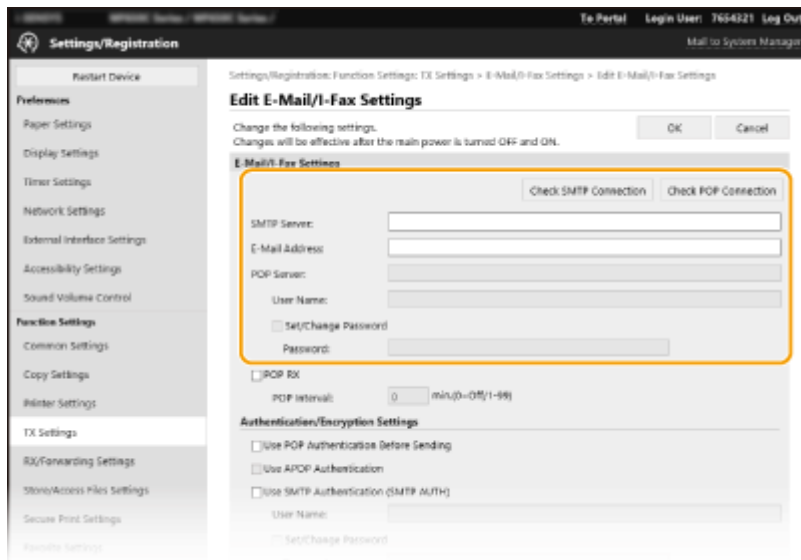 To Portal Login User: 7654321 Log Out
Settings/Registration
Mail to System Manager
Restart Device
Preferences
Paper Settings
Display Settings
Timer Settings
Network Settings
External Interface Settings
Accessibility Settings
Sound Volume Control
Function Settings
Common Settings
Copy Settings
Printer Settings
TX Settings
RX/Forwarding Settings
Store/Access Files Settings
Secure Print Settings
Favorite Settings
Settings/Registration: Function Settings: TX Settings > E-Mail/I-Fax Settings > Edit E-Mail/I-Fax Settings
Edit E-Mail/I-Fax Settings
Change the following settings.
Changes will be effective after the main power is turned OFF and ON.
OK Cancel
E-Mail/I-Fax Settings
Check SMTP Connection Check POP Connection
SMTP Server:
E-Mail Address:
POP Server:
User Name:
Set/Change Password
Password:
POP RX
POP Interval: 0 min.(0=Off/1-99)
Authentication/Encryption Settings
Use POP Authentication Before Sending
Use APOP Authentication
Use SMTP Authentication (SMTP AUTH)
User Name:
Set/Change Password